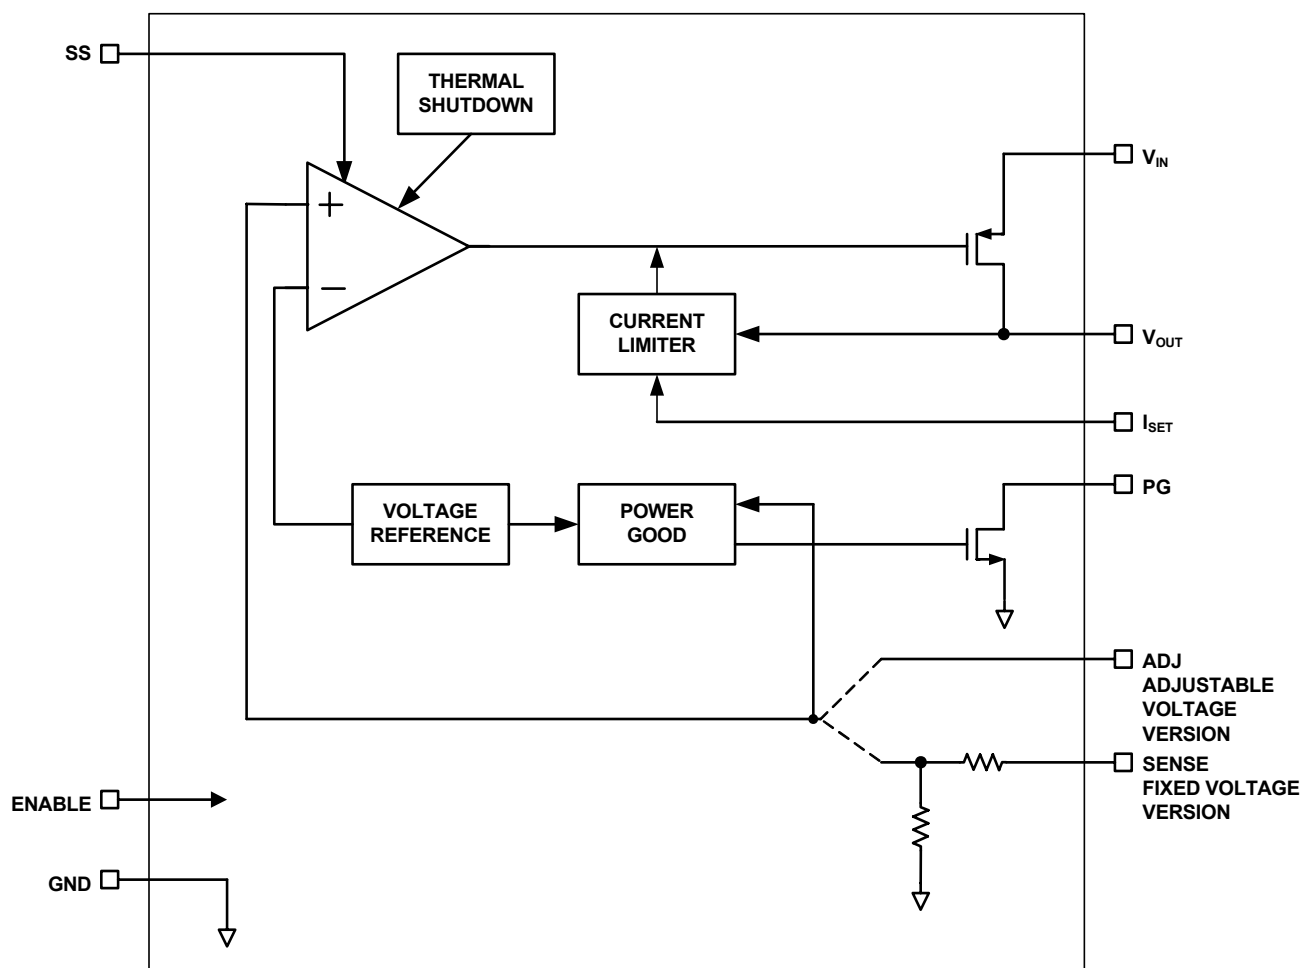 SS
THERMAL
SHUTDOWN
+
−
VIN
CURRENT
LIMITER
VOUT
ISET
VOLTAGE
REFERENCE
POWER
GOOD
PG
ADJ
ADJUSTABLE
VOLTAGE
VERSION
SENSE
FIXED VOLTAGE
VERSION
ENABLE
GND